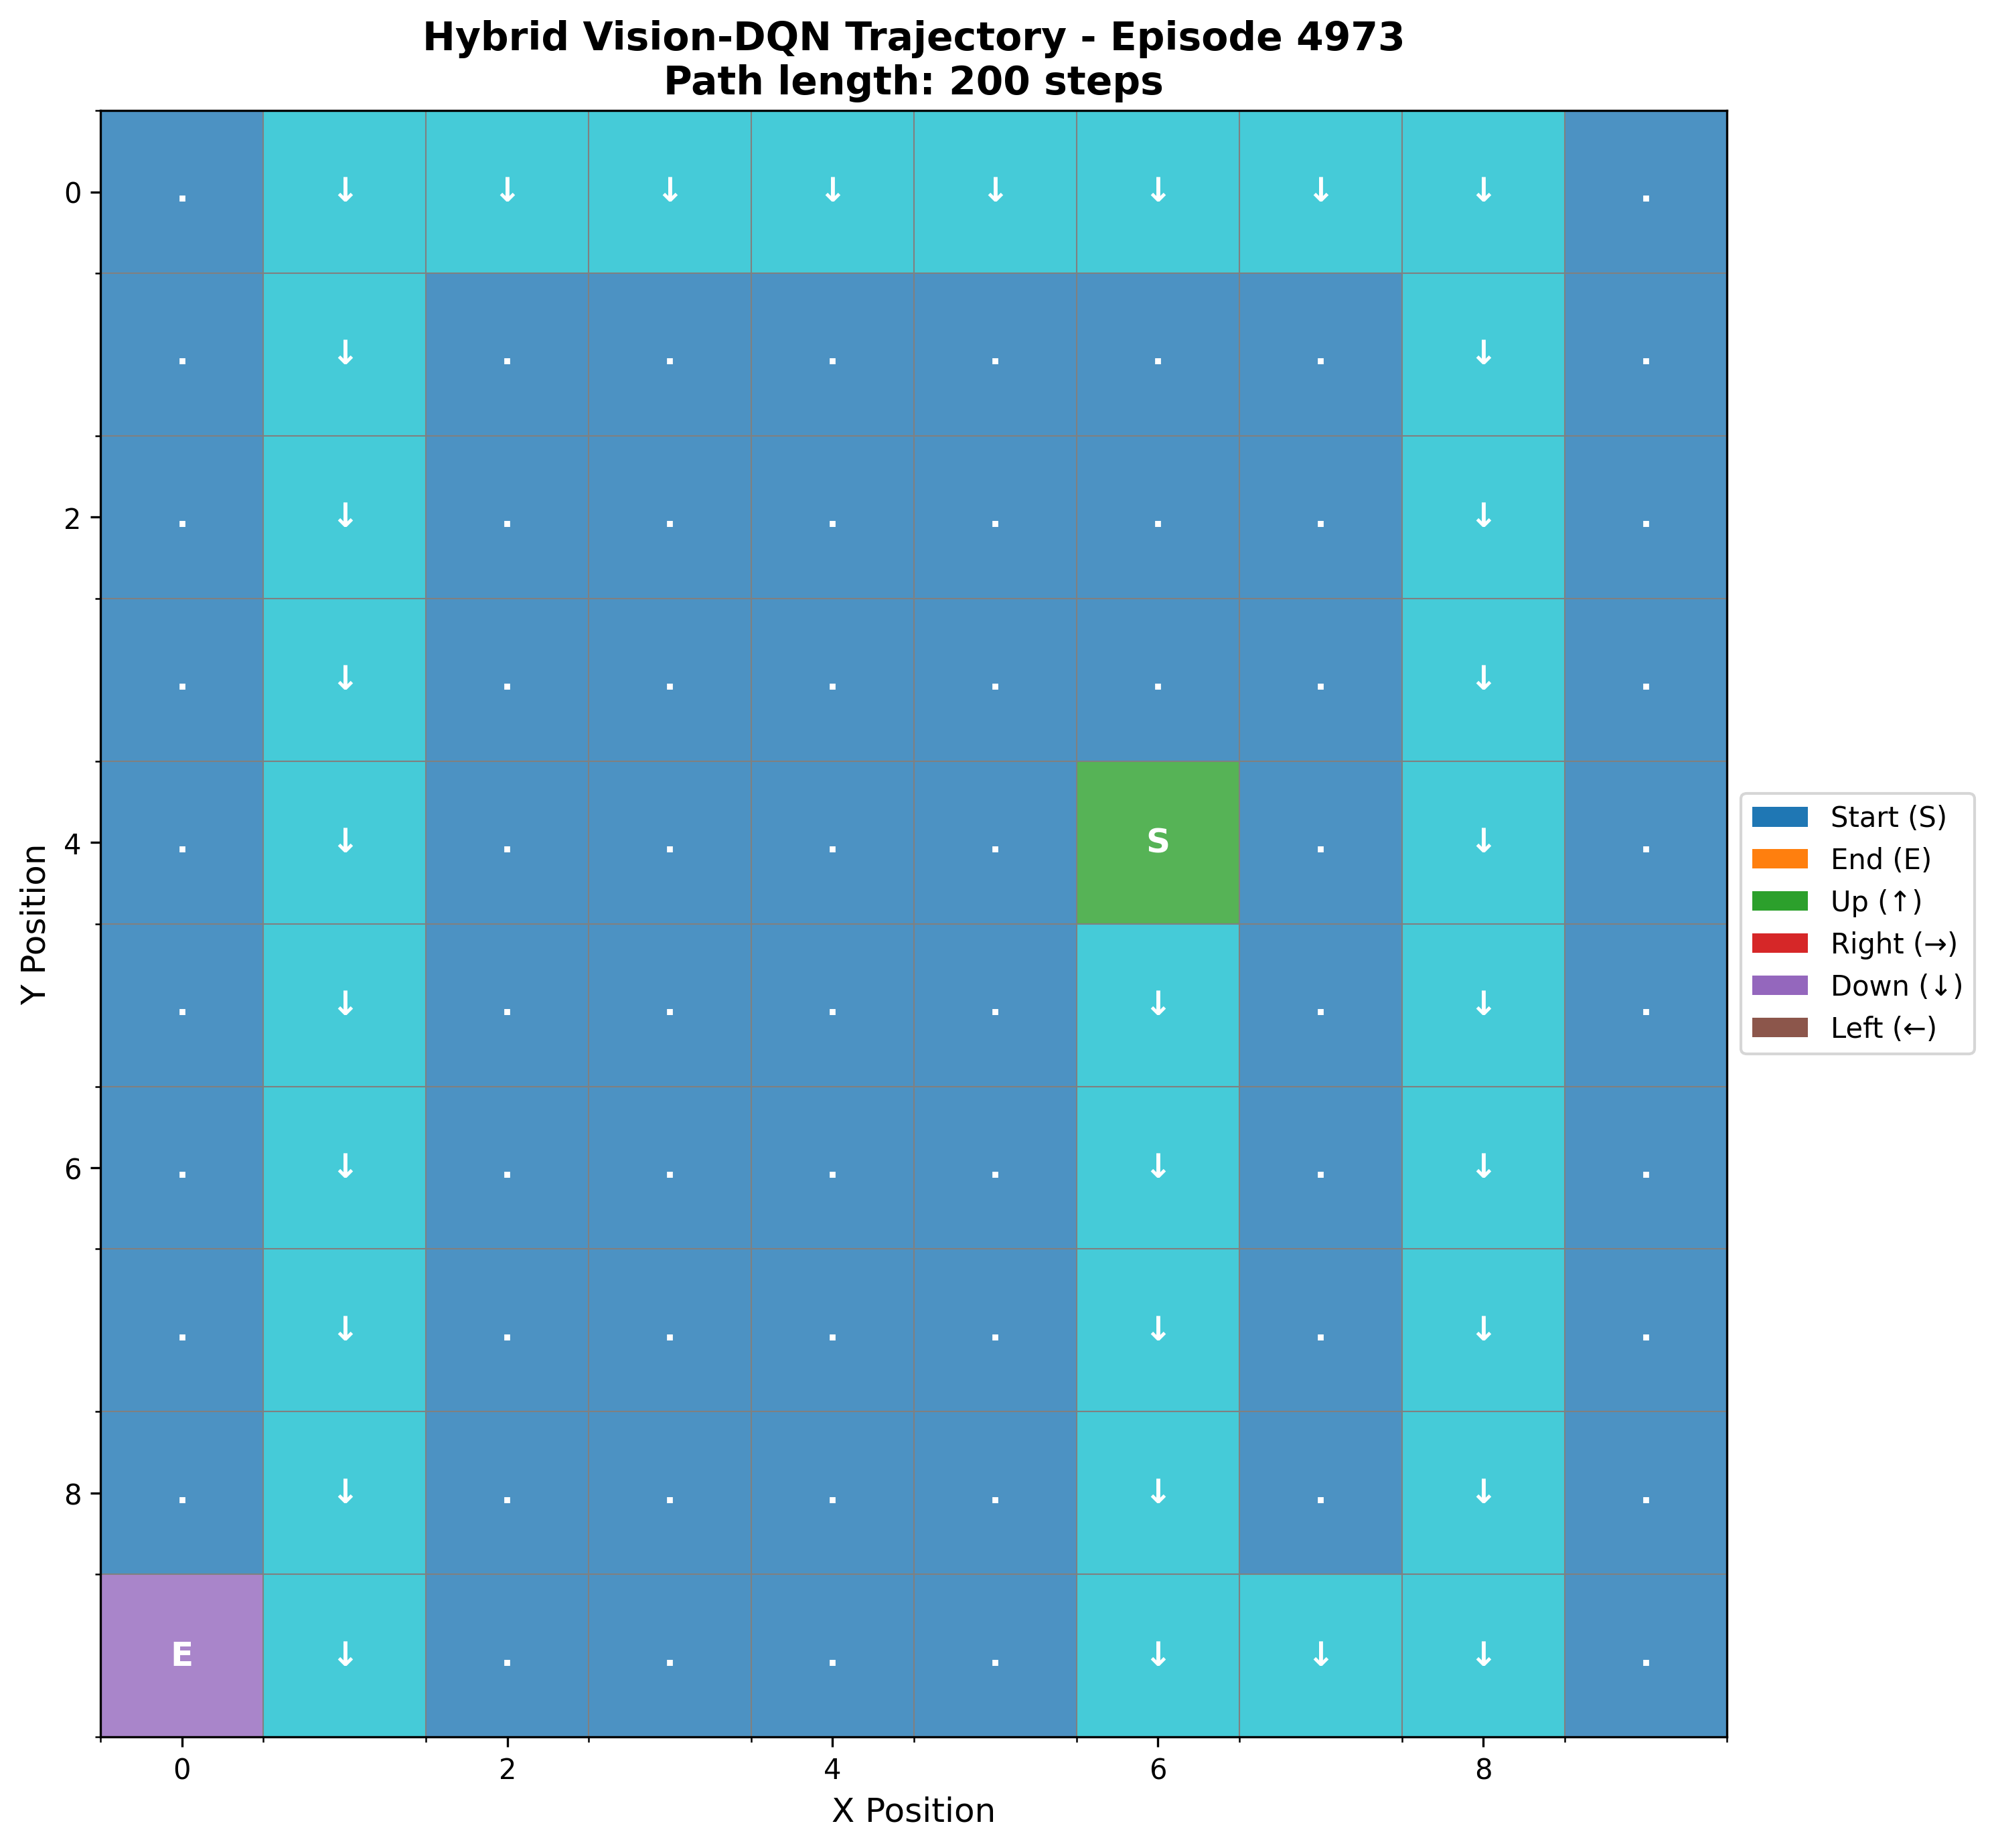 Hybrid Vision-DQN Trajectory - Episode 4973
Path length: 200 steps
0 . ↓ ↓ ↓ ↓ ↓ ↓ ↓ ↓ .
. ↓ . . . . . . ↓ .
2 . ↓ . . . . . . ↓ .
. ↓ . . . . . . ↓ .
4 . ↓ . . . . S . ↓ .
. ↓ . . . . ↓ . ↓ .
6 . ↓ . . . . ↓ . ↓ .
. ↓ . . . . ↓ . ↓ .
8 . ↓ . . . . ↓ . ↓ .
E ↓ . . . . ↓ ↓ ↓ .
0 2 4 6 8
X Position
Y Position
Start (S)
End (E)
Up (↑)
Right (→)
Down (↓)
Left (←)